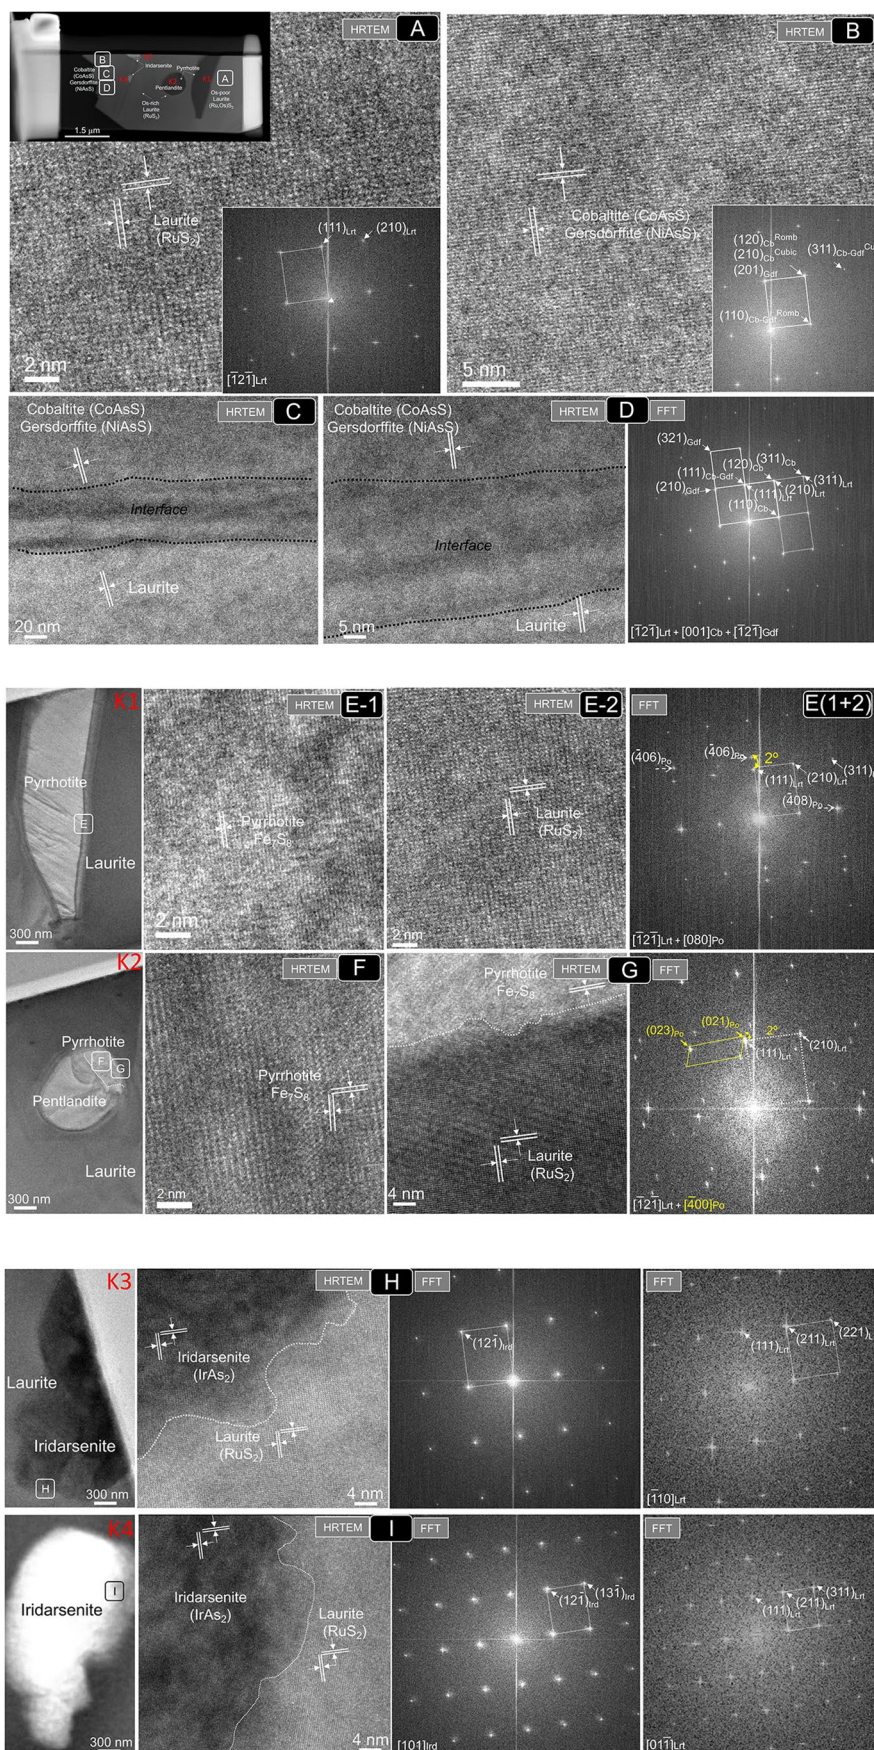 HRTEM A
B
Cobaltite
(CoAsS)
Gersdorffite
(NiAsS)
C
D
Iridarsenite
Pyrrhotite
Pentlandite
K2
K1
A
Os-rich
Laurite
(RuS₂)
Os-poor
Laurite
(Ru,Os)S₂
1.5 µm
Laurite
(RuS₂)
(111)Lrt
(210)Lrt
[1̄21̄]Lrt
2 nm
HRTEM B
Cobaltite (CoAsS)
Gersdorffite (NiAsS)
(120)Cb Romb
(210)Cb Cubic
(201)Gdf
(311)Cb-Gdf Cu
(110)Cb-Gdf Romb
5 nm
Cobaltite (CoAsS)
Gersdorffite (NiAsS)
HRTEM C
Interface
Laurite
20 nm
Cobaltite (CoAsS)
Gersdorffite (NiAsS)
HRTEM D FFT
Interface
Laurite
5 nm
(321)Gdf
(111)Cb-Gdf
(120)Cb
(311)Cb
(210)Gdf
(111)Lrt
(210)Lrt
(311)Lrt
(110)Cb
[1̄21̄]Lrt + [001]Cb + [1̄21̄]Gdf
K1
Pyrrhotite
E
Laurite
300 nm
HRTEM E-1
Pyrrhotite
Fe₇S₈
2 nm
HRTEM E-2
Laurite
(RuS₂)
2 nm
FFT E(1+2)
(4̄06)Po
(4̄06)Po
2º
(111)Lrt
(210)Lrt
(311)
(4̄08)Po
[1̄21̄]Lrt + [080]Po
K2
Pyrrhotite
F
G
Pentlandite
Laurite
300 nm
HRTEM F
Pyrrhotite
Fe₇S₈
2 nm
Pyrrhotite
Fe₇S₈
HRTEM G FFT
Laurite
(RuS₂)
4 nm
(023)Po
(021)Po
2º
(111)Lrt
(210)Lrt
[1̄21̄]Lrt + [4̄00]Po
K3
Laurite
Iridarsenite
H
300 nm
HRTEM H FFT
Iridarsenite
(IrAs₂)
Laurite
(RuS₂)
4 nm
(121̄)Ird
FFT
(111)Lrt
(211)Lrt
(221)L
[1̄10]Lrt
K4
Iridarsenite
I
300 nm
HRTEM I FFT
Iridarsenite
(IrAs₂)
Laurite
(RuS₂)
4 nm
(121̄)Ird
(131̄)Ird
[101]Ird
FFT
(111)Lrt
(211)Lrt
(311)Lrt
[011̄]Lrt